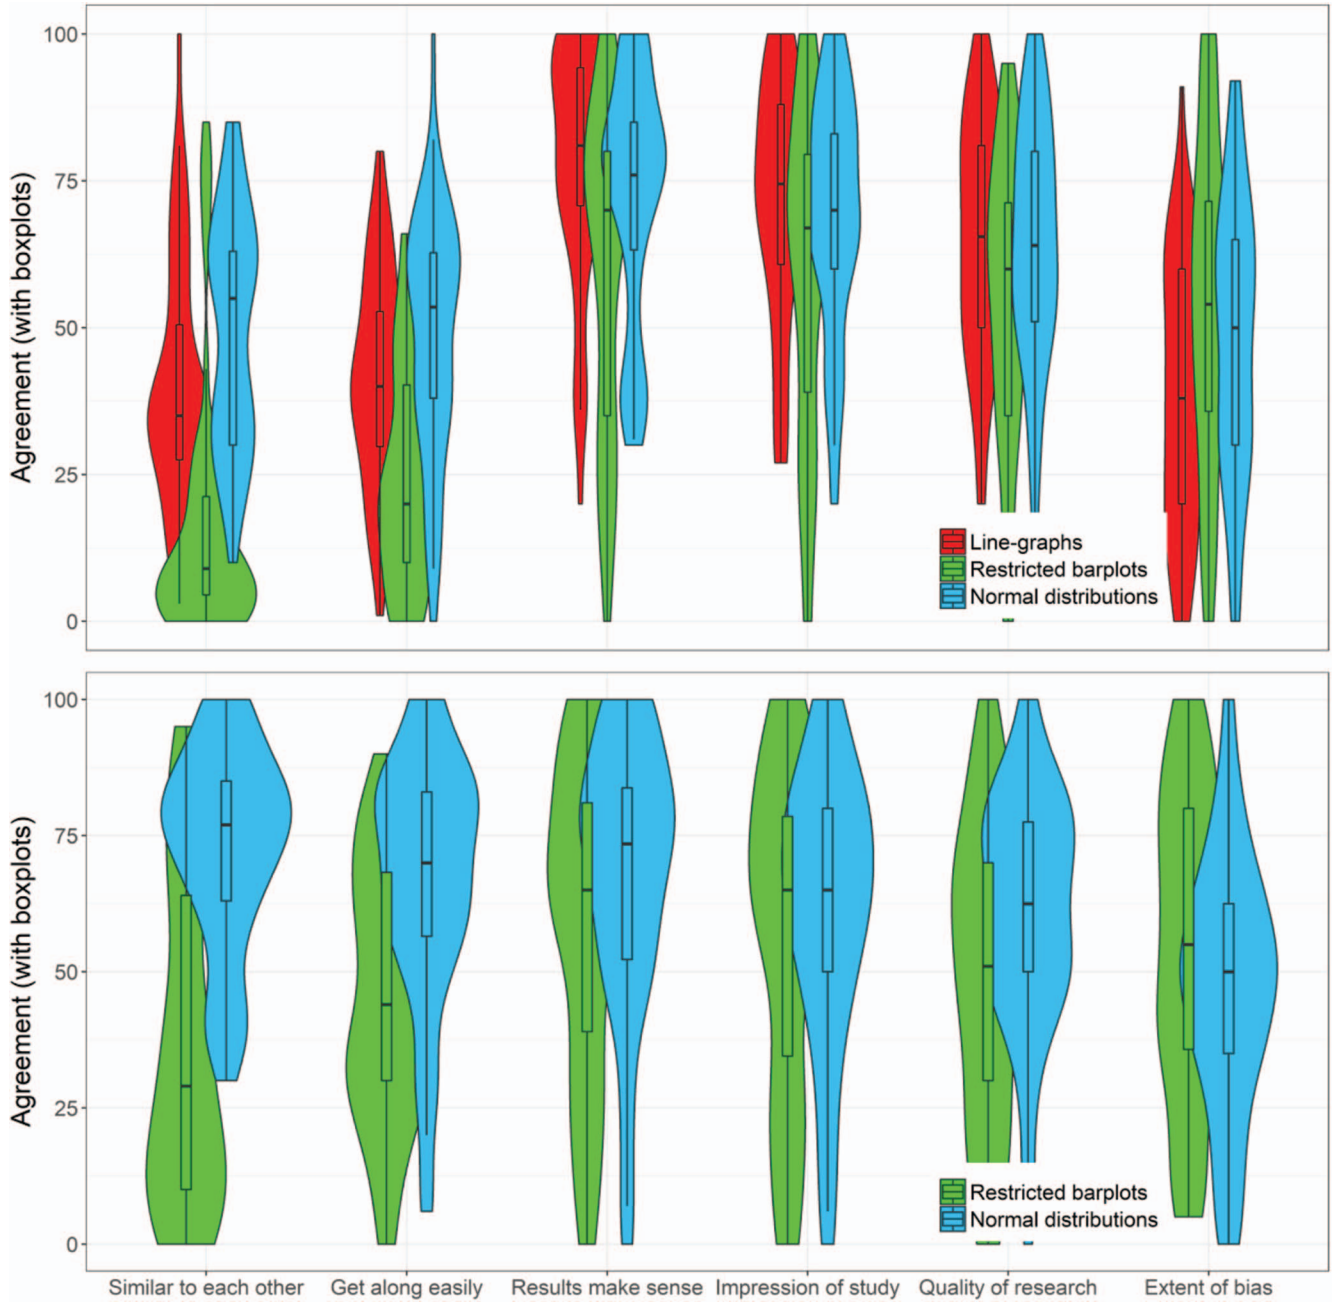 Agreement (with boxplots)
100
75
50
25
0
Line-graphs
Restricted barplots
Normal distributions
Agreement (with boxplots)
100
75
50
25
0
Restricted barplots
Normal distributions
Similar to each other Get along easily Results make sense Impression of study Quality of research Extent of bias